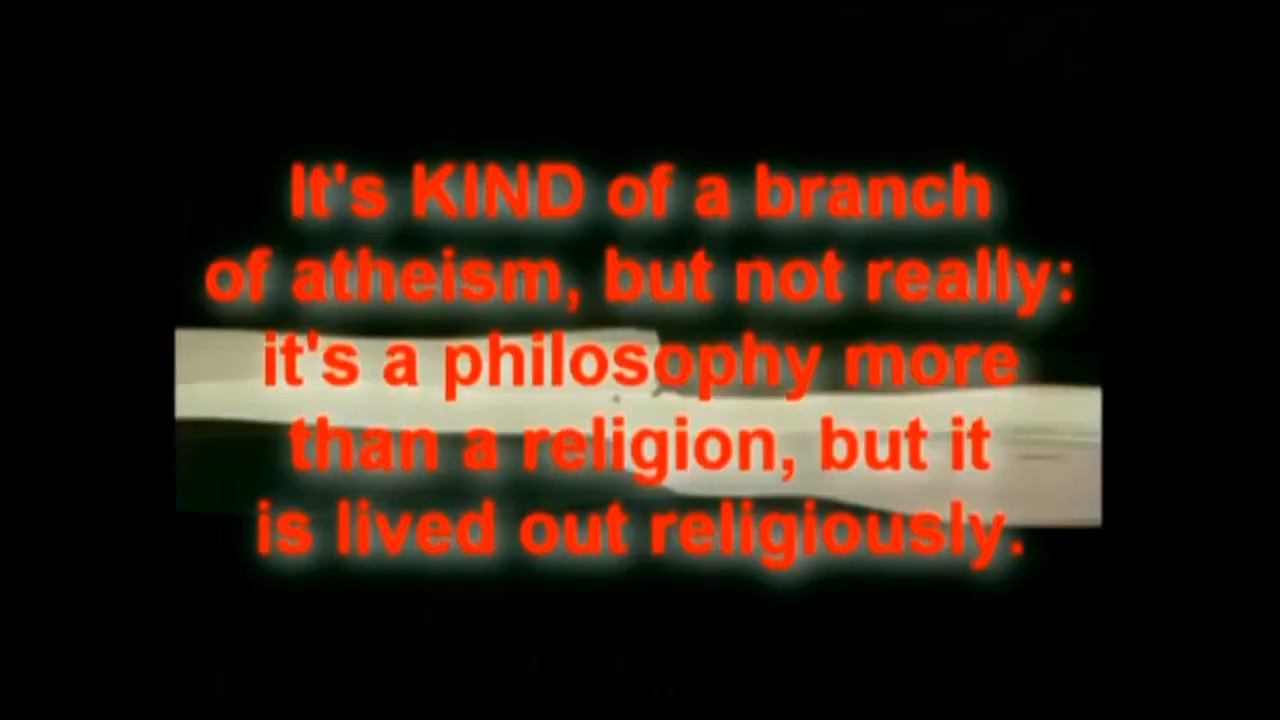 It's KIND of a branch
of atheism, but not really:
it's a philosophy more
than a religion, but it
is lived out religiously.